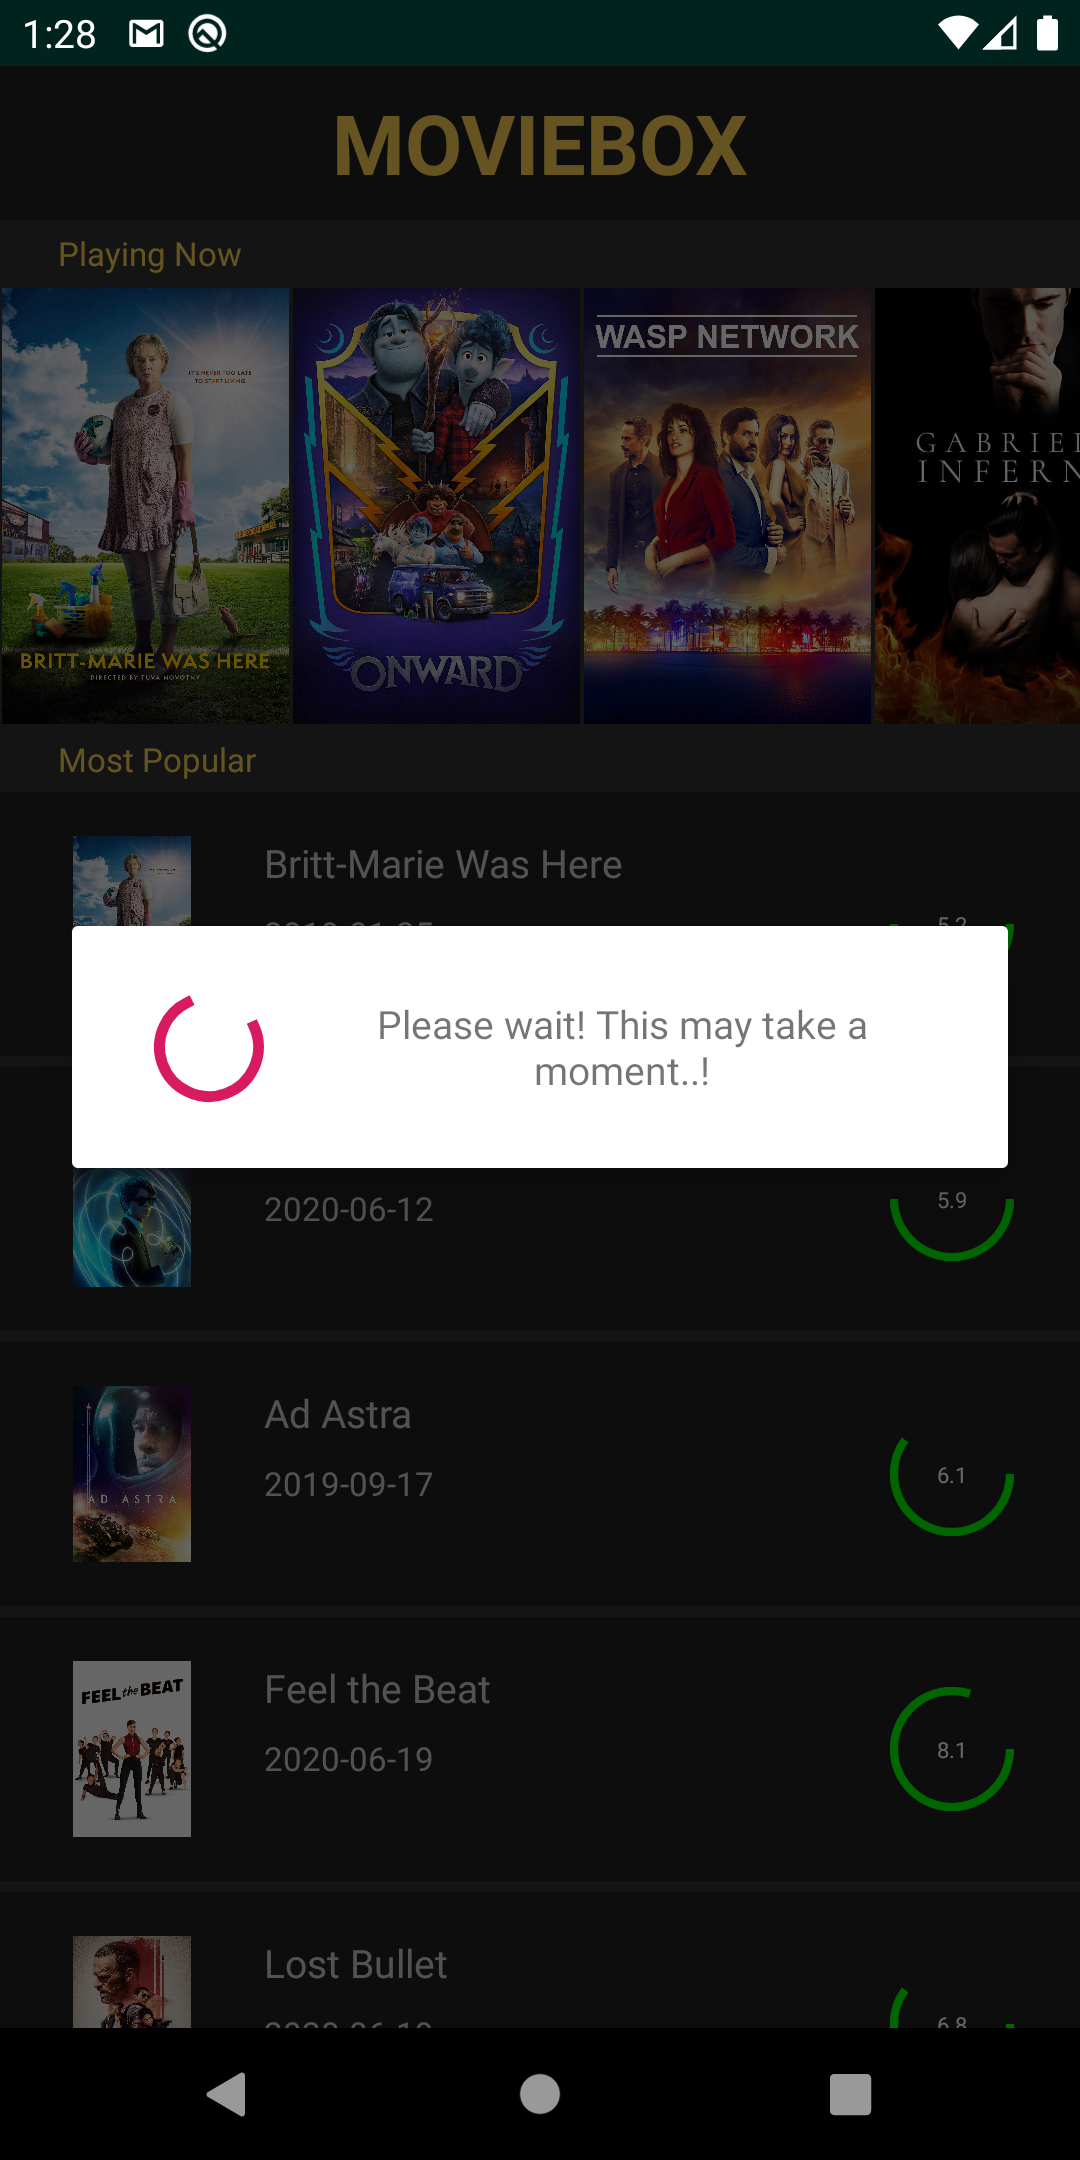 1:28
MOVIEBOX
Playing Now
IT'S NEVER TOO LATE
TO START LIVING
BRITT-MARIE WAS HERE
DIRECTED BY TUVA NOVOTNY
ONWARD
WASP NETWORK
GABRIEL
INFERN
Most Popular
Britt-Marie Was Here
5.2
Please wait! This may take a
moment..!
2020-06-12
5.9
Ad Astra
2019-09-17
6.1
AD ASTRA
Feel the Beat
2020-06-19
8.1
FEEL the BEAT
Lost Bullet
6.8